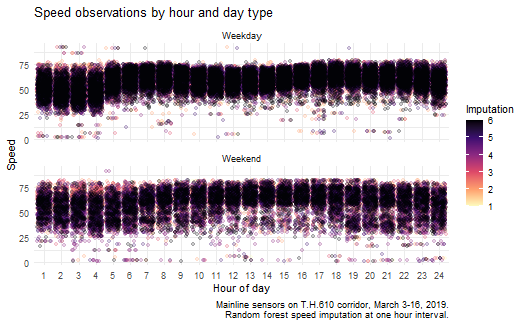 Speed observations by hour and day type
Weekday
75
50
25
0
Speed
Weekend
75
50
25
0
1 2 3 4 5 6 7 8 9 10 11 12 13 14 15 16 17 18 19 20 21 22 23 24
Hour of day
Imputation
6
5
4
3
2
1
Mainline sensors on T.H.610 corridor, March 3-16, 2019.
Random forest speed imputation at one hour interval.